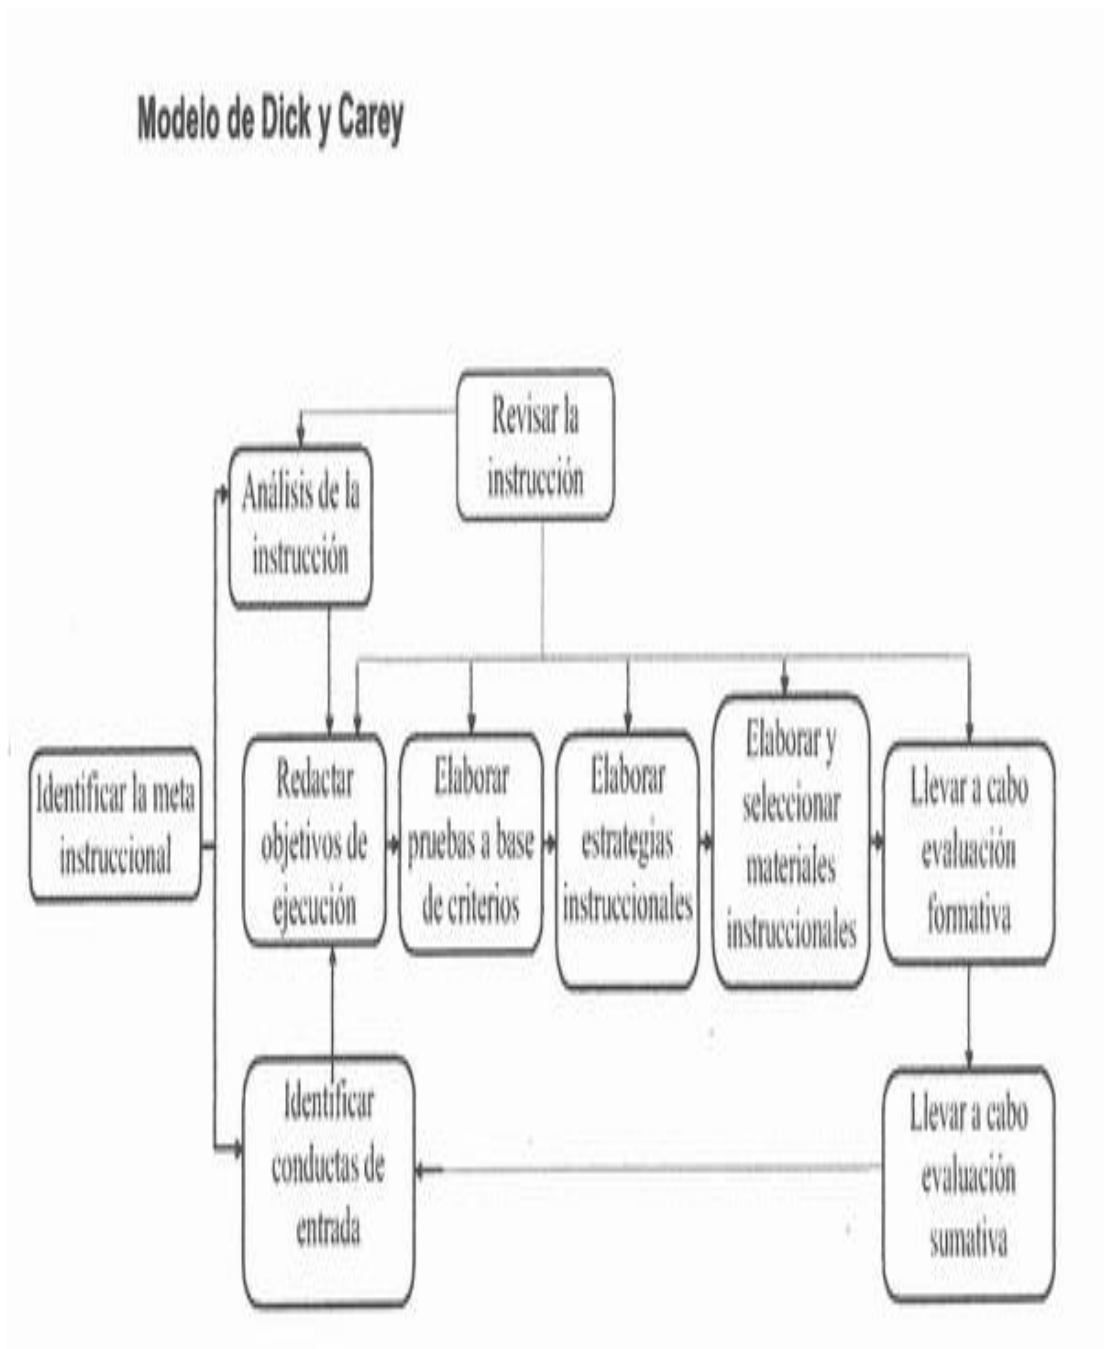 Modelo de Dick y Carey
Revisar la
instrucción
Análisis de la
instrucción
Identificar la meta
instruccional
Redactar
objetivos de
ejecución
Elaborar
pruebas a base
de criterios
Elaborar
estrategias
instruccionales
Elaborar y
seleccionar
materiales
instruccionales
Llevar a cabo
evaluación
formativa
Identificar
conductas de
entrada
Llevar a cabo
evaluación
sumativa